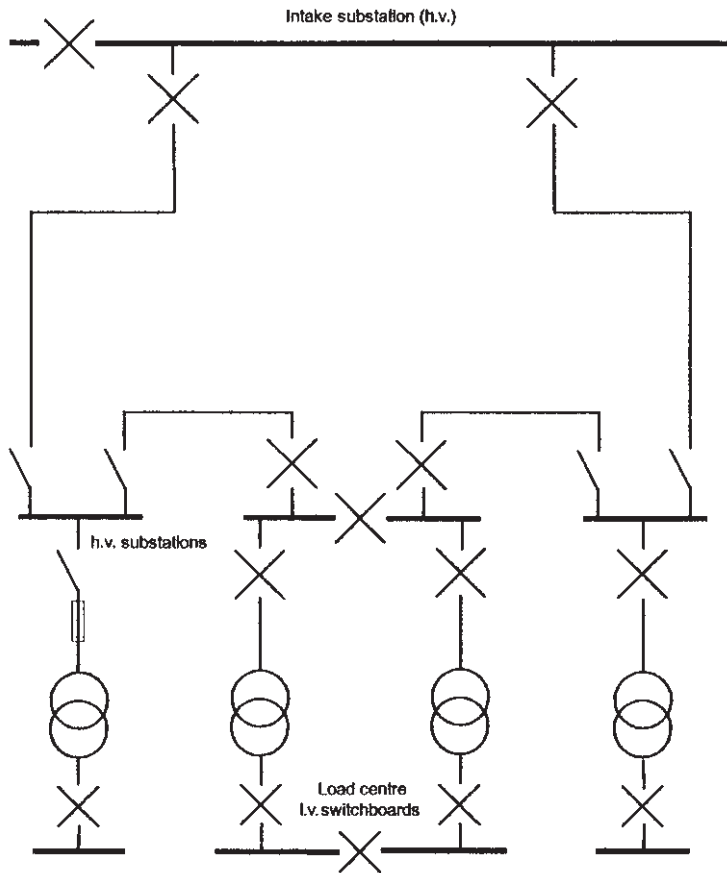 Intake substation (h.v.)
h.v. substations
Load centre
l.v. switchboards